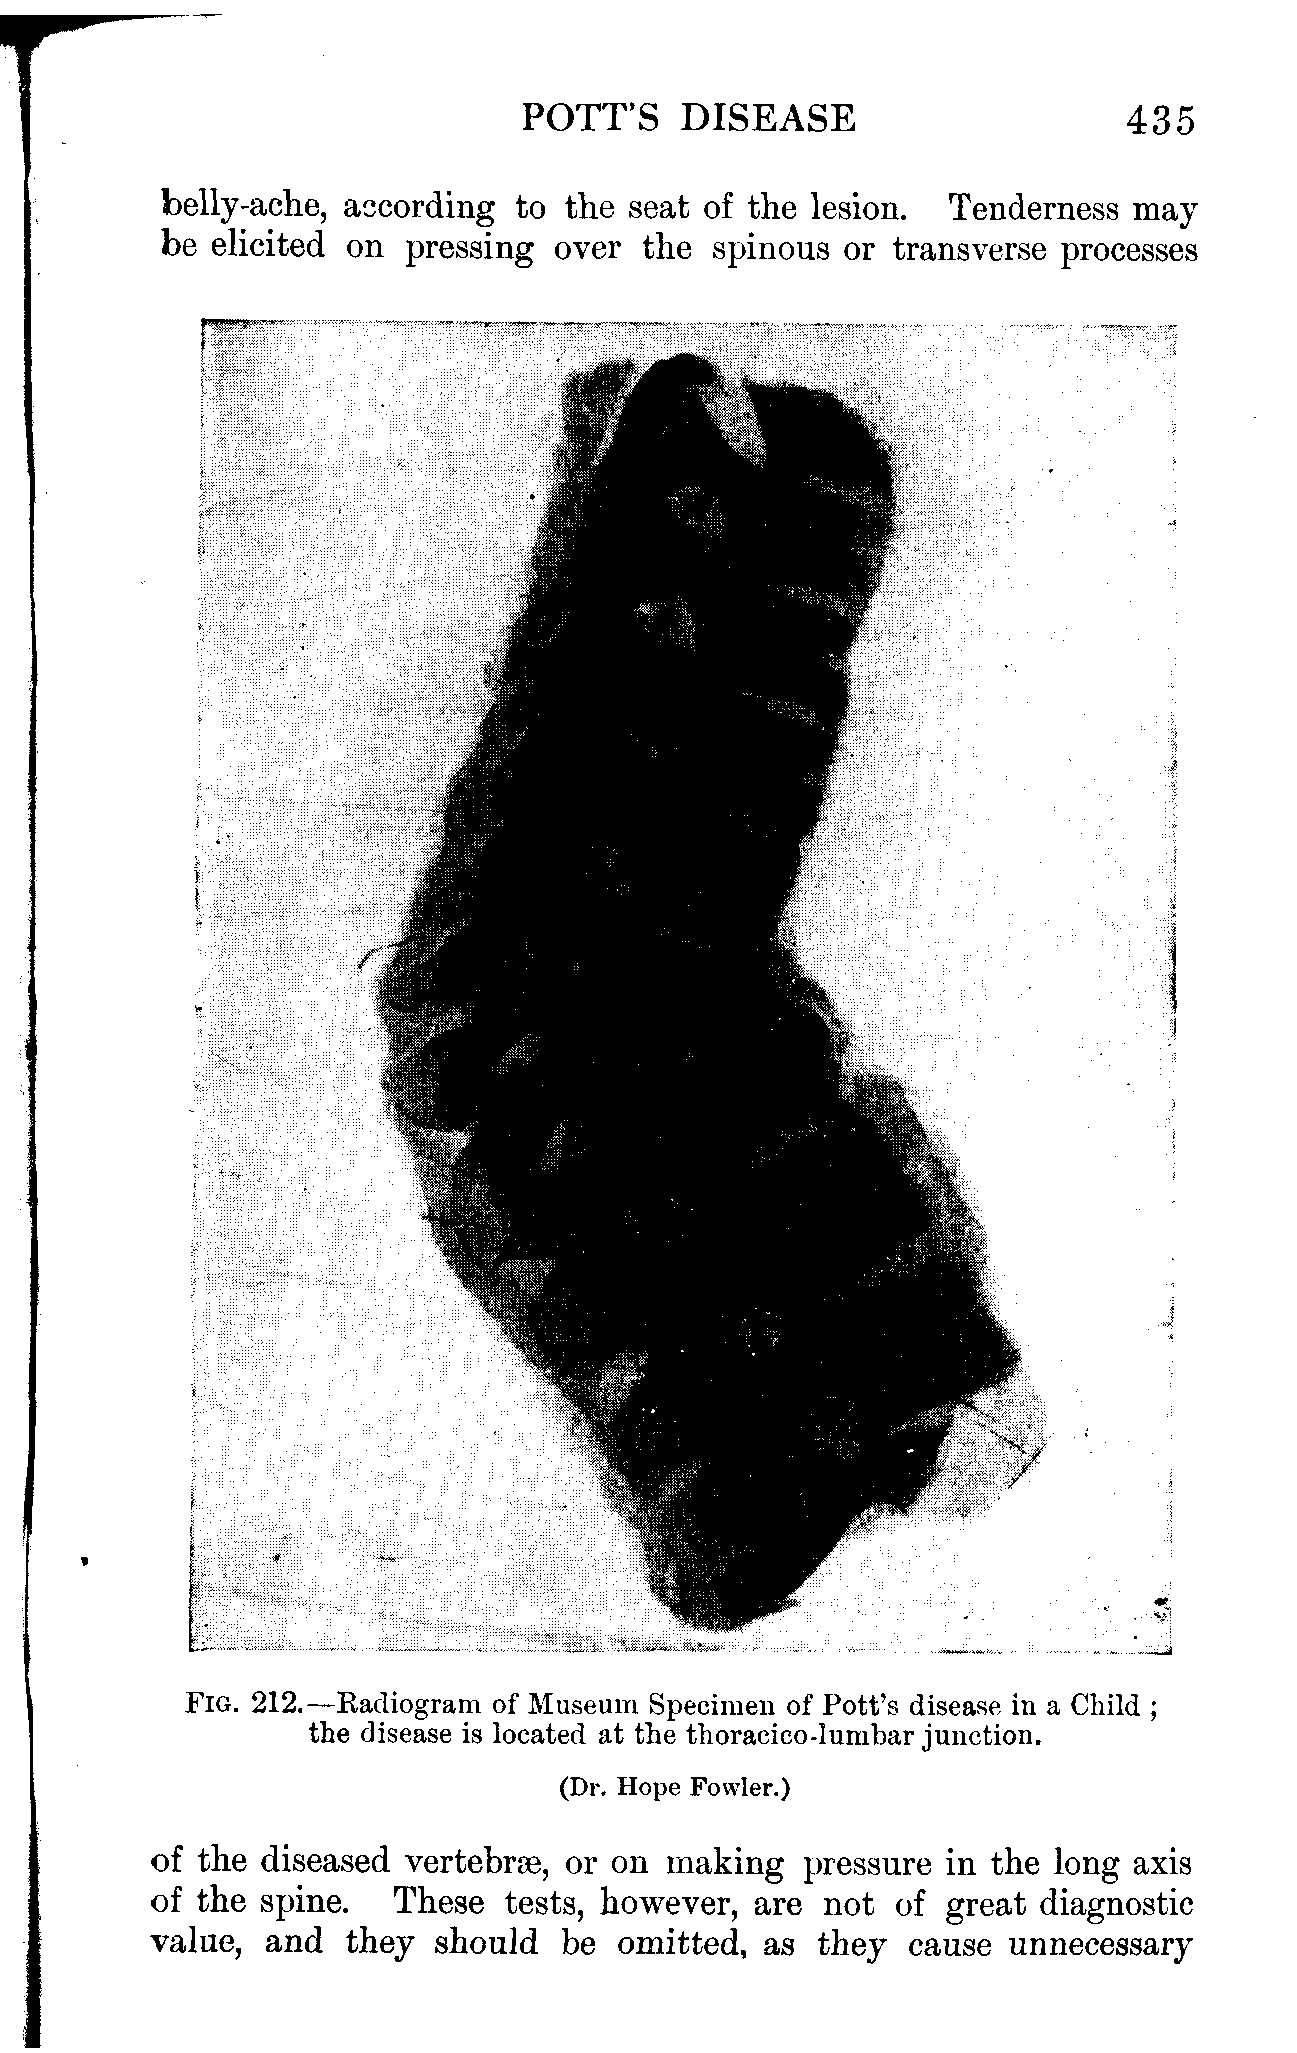 POTT'S DISEASE 435
belly-ache, according to the seat of the lesion. Tenderness may
be elicited on pressing over the spinous or transverse processes
FIG. 212.—Radiogram of Museum Specimen of Pott's disease in a Child ;
the disease is located at the thoracico-lumbar junction.
(Dr. Hope Fowler.)
of the diseased vertebræ, or on making pressure in the long axis
of the spine. These tests, however, are not of great diagnostic
value, and they should be omitted, as they cause unnecessary